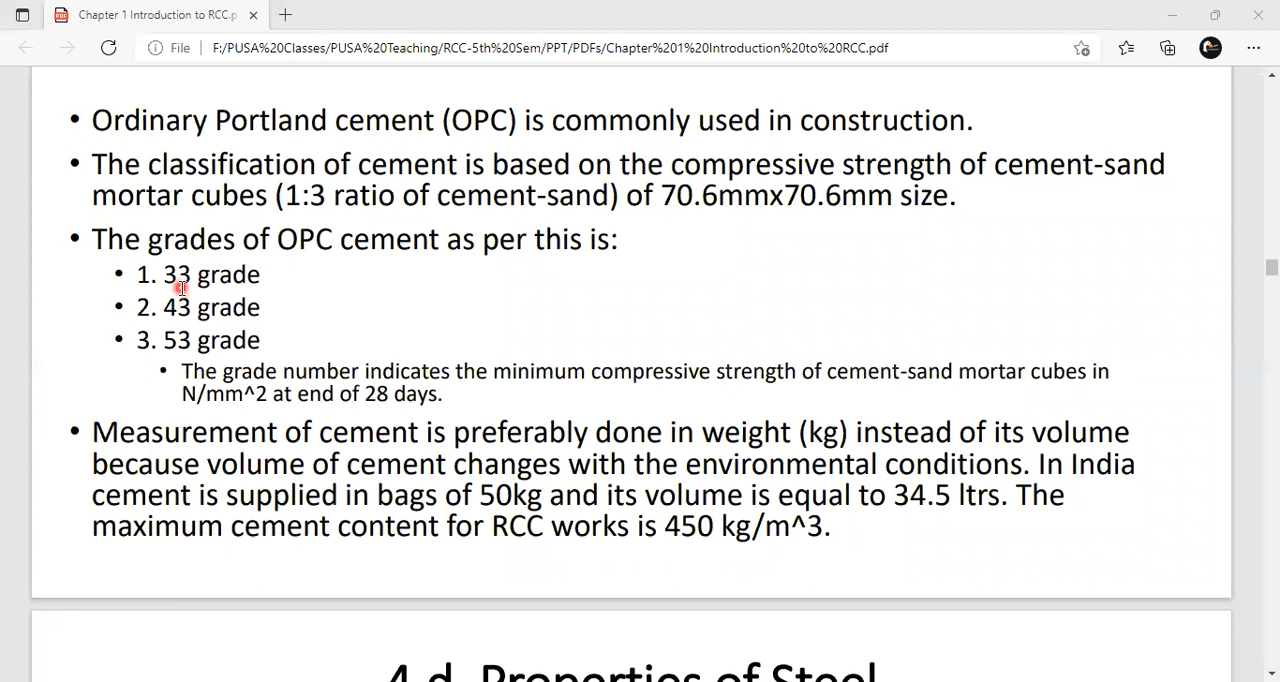 Chapter 1 Introduction to RCC.p
File F:/PUSA%20Classes/PUSA%20Teaching/RCC-5th%20Sem/PPT/PDFs/Chapter%201%20Introduction%20to%20RCC.pdf
• Ordinary Portland cement (OPC) is commonly used in construction.
• The classification of cement is based on the compressive strength of cement-sand
mortar cubes (1:3 ratio of cement-sand) of 70.6mmx70.6mm size.
• The grades of OPC cement as per this is:
• 1. 33 grade
• 2. 43 grade
• 3. 53 grade
• The grade number indicates the minimum compressive strength of cement-sand mortar cubes in
N/mm^2 at end of 28 days.
• Measurement of cement is preferably done in weight (kg) instead of its volume
because volume of cement changes with the environmental conditions. In India
cement is supplied in bags of 50kg and its volume is equal to 34.5 ltrs. The
maximum cement content for RCC works is 450 kg/m^3.
4.d. Properties of Steel